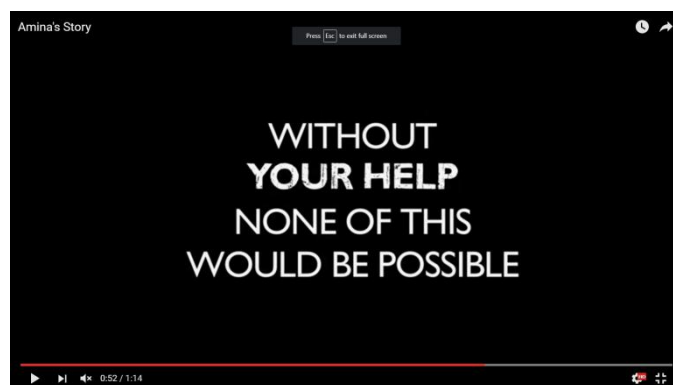 Amina's Story
Press Esc to exit full screen
WITHOUT
YOUR HELP
NONE OF THIS
WOULD BE POSSIBLE
0:52 / 1:14